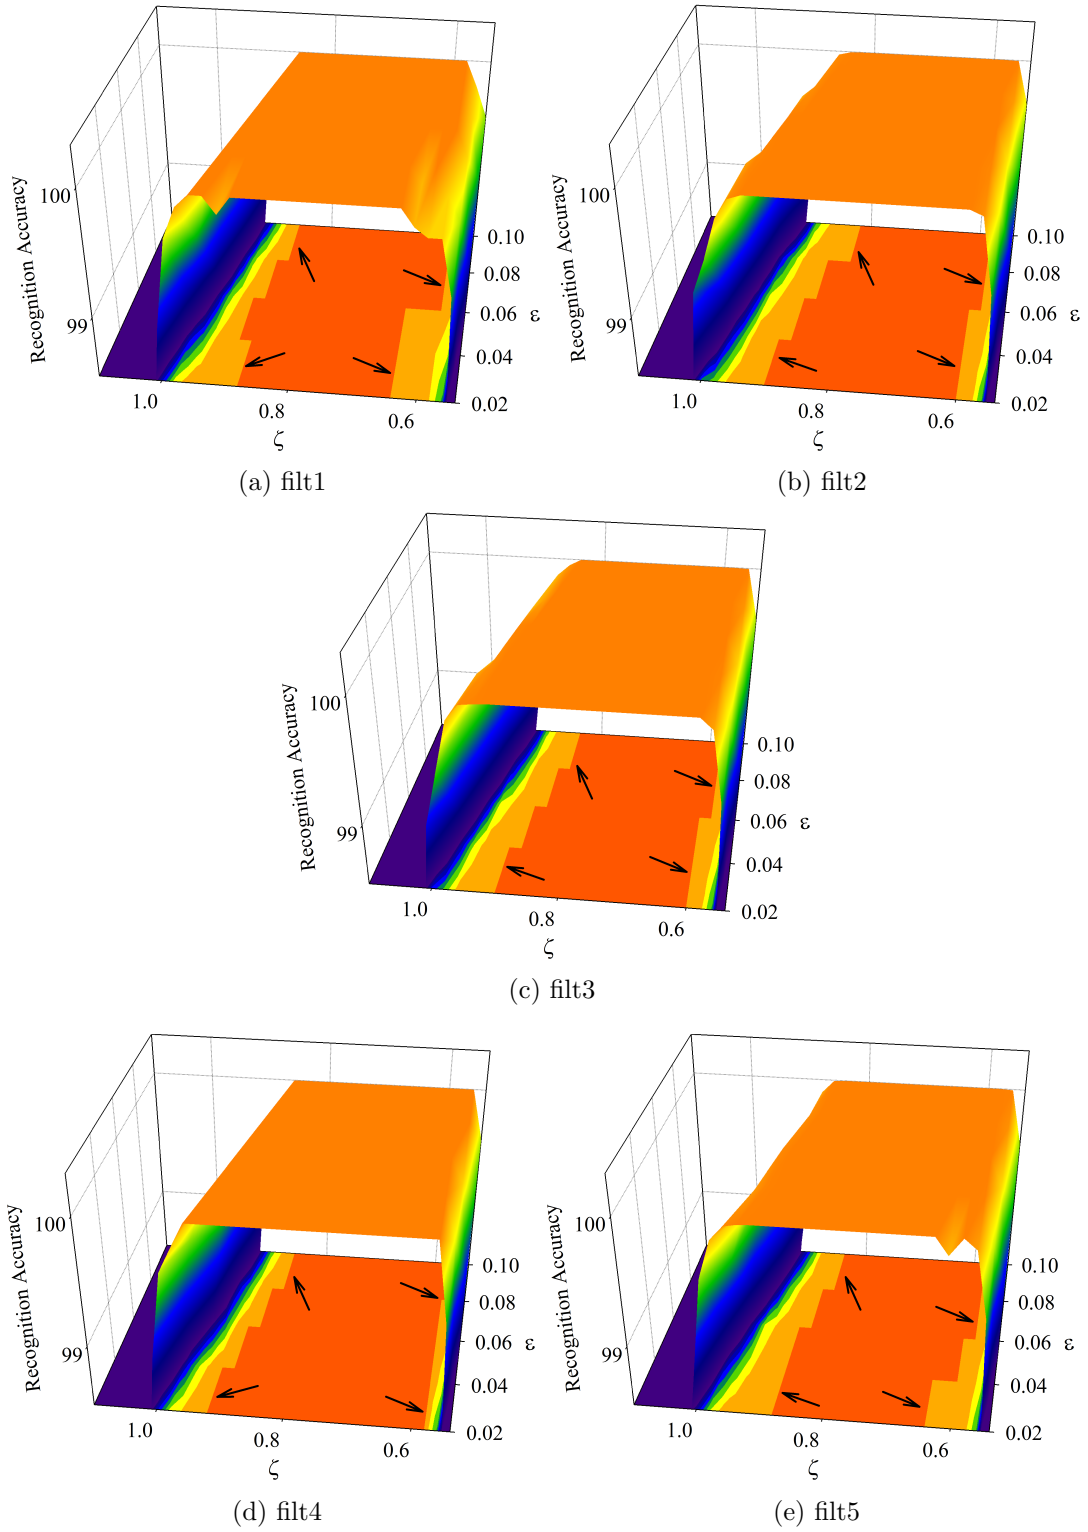 Recognition Accuracy
100
99
1.0
0.8
0.6
ζ
0.10
0.08
0.06
0.04
0.02
ε
(a) filt1
Recognition Accuracy
100
99
1.0
0.8
0.6
ζ
0.10
0.08
0.06
0.04
0.02
ε
(b) filt2
Recognition Accuracy
100
99
1.0
0.8
0.6
ζ
0.10
0.08
0.06
0.04
0.02
ε
(c) filt3
Recognition Accuracy
100
99
1.0
0.8
0.6
ζ
0.10
0.08
0.06
0.04
0.02
ε
(d) filt4
Recognition Accuracy
100
99
1.0
0.8
0.6
ζ
0.10
0.08
0.06
0.04
0.02
ε
(e) filt5